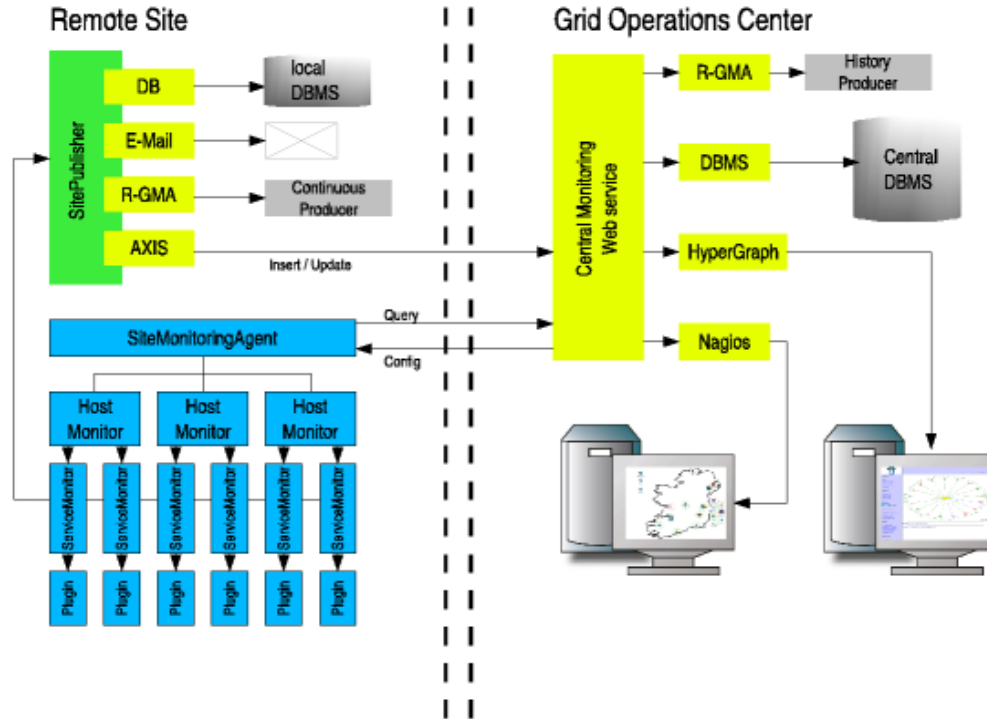 Remote Site
Grid Operations Center
SitePublisher
DB
local
DBMS
E-Mail
R-GMA
Continuous
Producer
AXIS
Insert / Update
SiteMonitoringAgent
Query
Config
Host
Monitor
Host
Monitor
Host
Monitor
ServiceMonitor
ServiceMonitor
ServiceMonitor
ServiceMonitor
ServiceMonitor
ServiceMonitor
Plugin
Plugin
Plugin
Plugin
Plugin
Plugin
Central Monitoring
Web service
R-GMA
History
Producer
DBMS
Central
DBMS
HyperGraph
Nagios